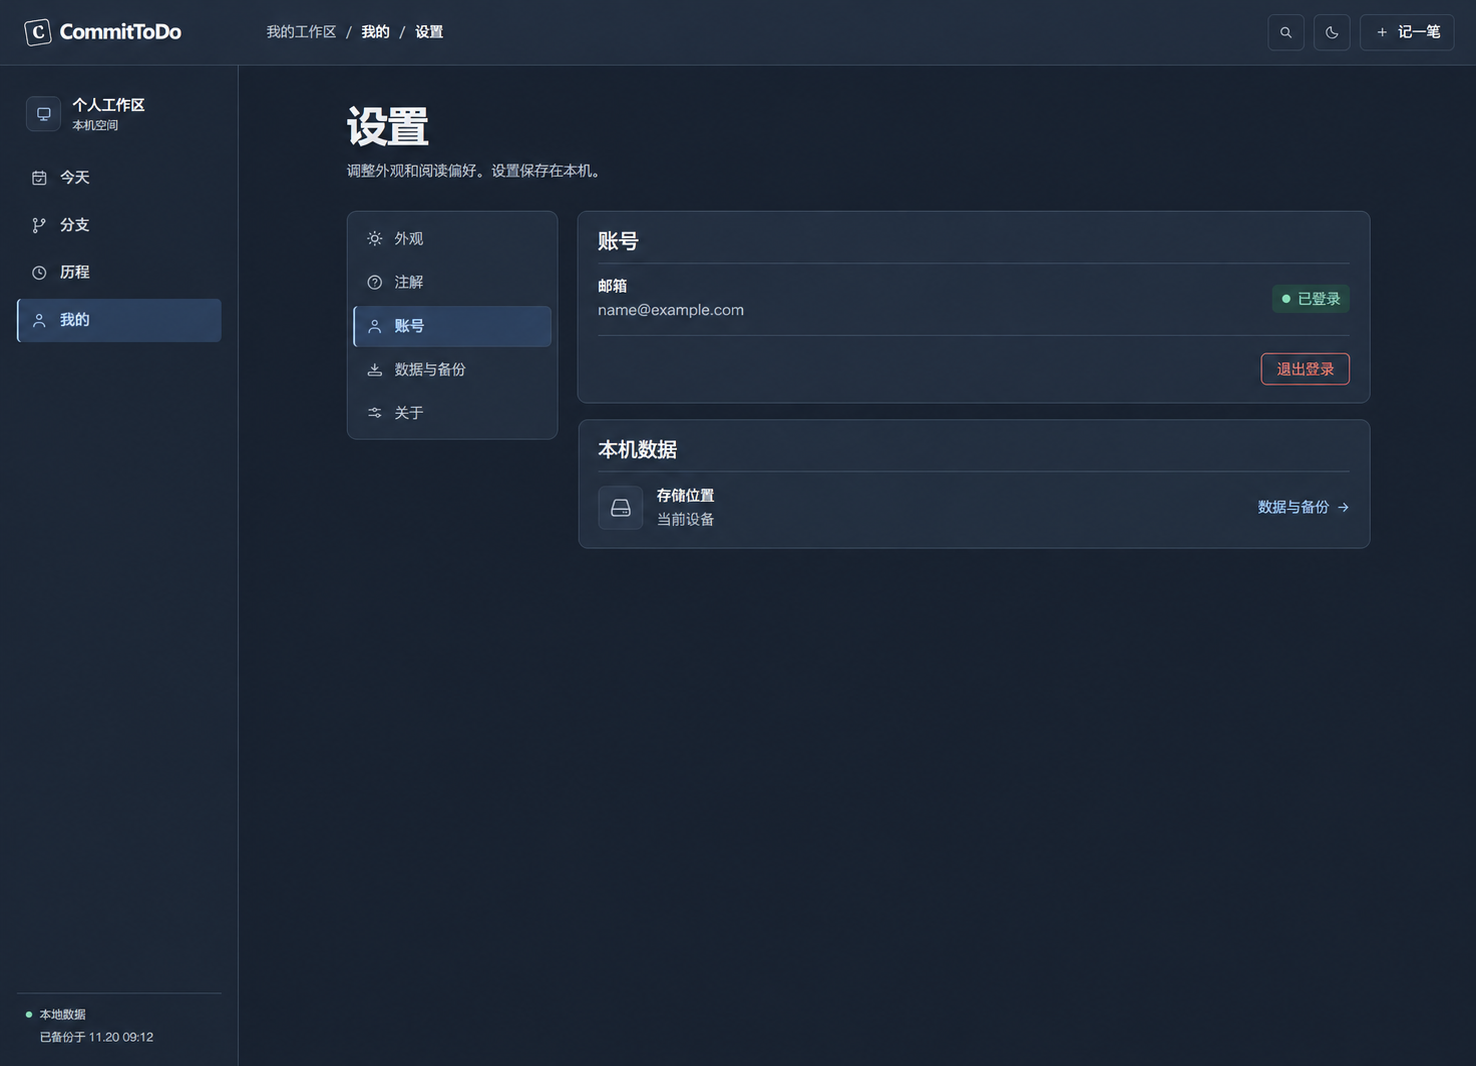 C CommitToDo
我的工作区 / 我的 / 设置
+ 记一笔
个人工作区
本机空间
今天
分支
历程
我的
设置
调整外观和阅读偏好。设置保存在本机。
外观
注解
账号
数据与备份
关于
账号
邮箱
name@example.com
已登录
退出登录
本机数据
存储位置
当前设备
数据与备份 →
本地数据
已备份于 11.20 09:12